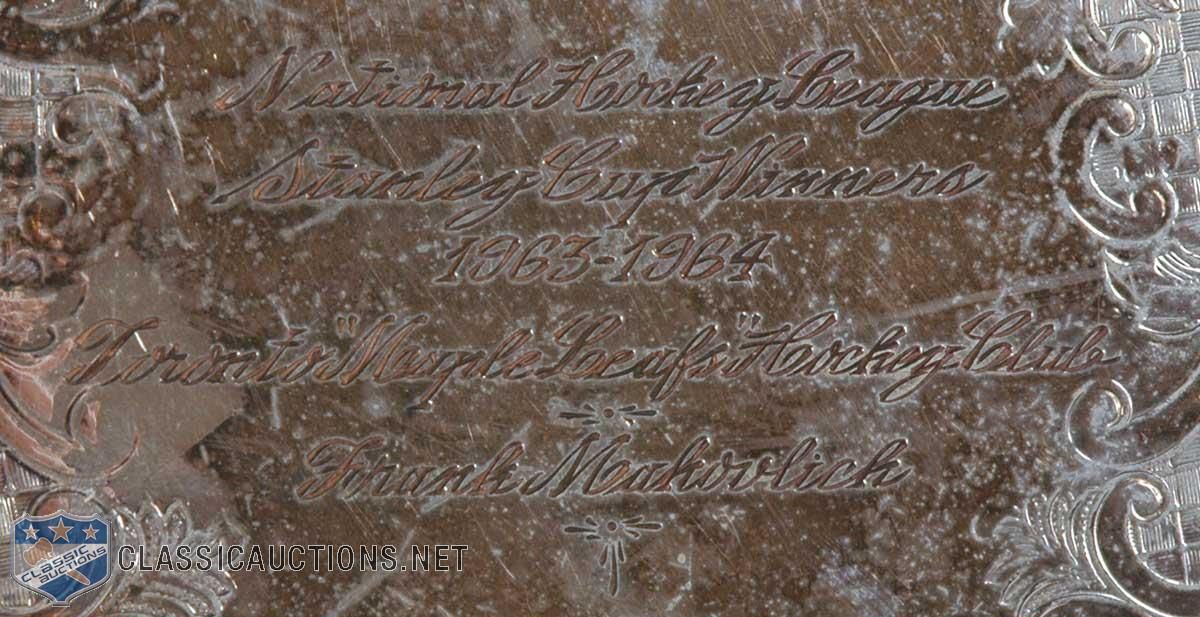 National Hockey League
Stanley Cup Winners
1963-1964
Toronto "Maple Leafs" Hockey Club
Frank Mahovlich
CLASSIC AUCTIONS
CLASSICAUCTIONS.NET